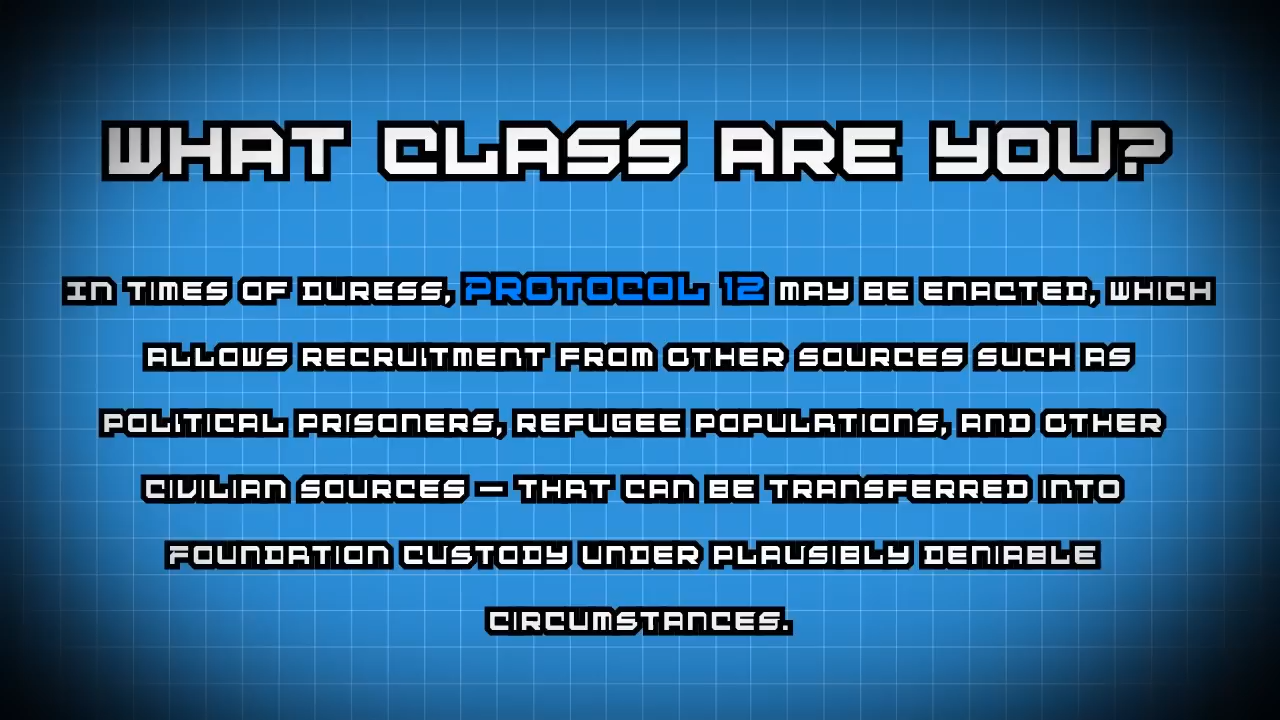 WHAT CLASS ARE YOU?
IN TIMES OF DURESS, PROTOCOL 12 MAY BE ENACTED, WHICH
ALLOWS RECRUITMENT FROM OTHER SOURCES SUCH AS
POLITICAL PRISONERS, REFUGEE POPULATIONS, AND OTHER
CIVILIAN SOURCES — THAT CAN BE TRANSFERRED INTO
FOUNDATION CUSTODY UNDER PLAUSIBLY DENIABLE
CIRCUMSTANCES.